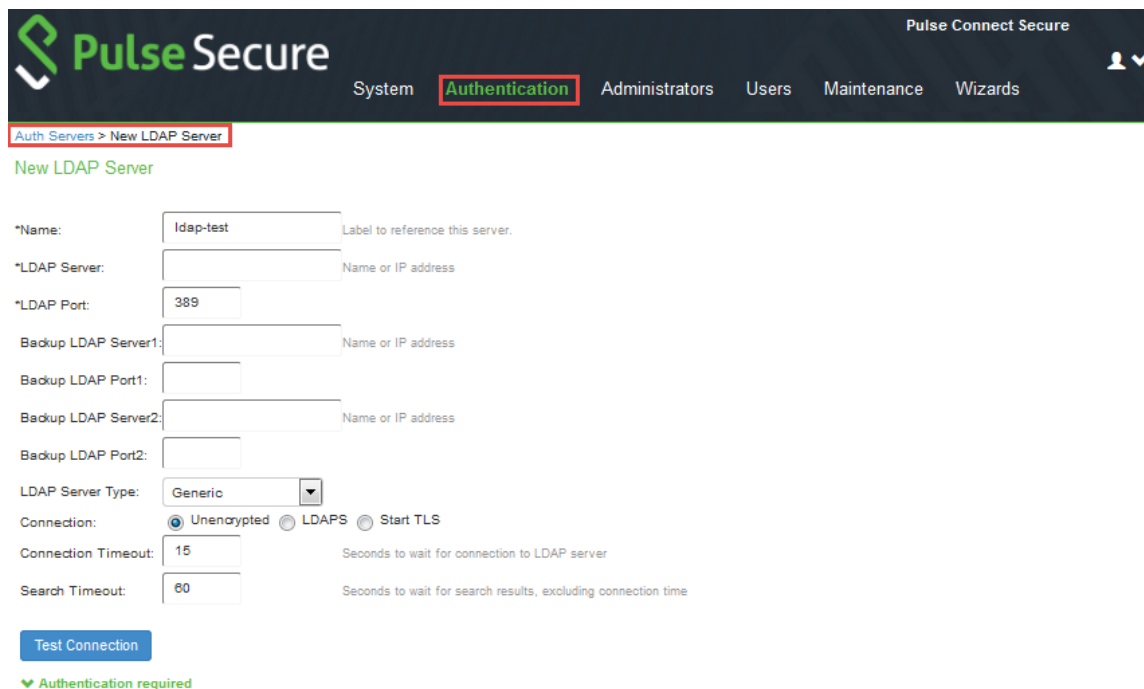 Pulse Connect Secure
Pulse Secure
System Authentication Administrators Users Maintenance Wizards
Auth Servers > New LDAP Server
New LDAP Server
*Name: ldap-test Label to reference this server.
*LDAP Server: Name or IP address
*LDAP Port: 389
Backup LDAP Server1: Name or IP address
Backup LDAP Port1:
Backup LDAP Server2: Name or IP address
Backup LDAP Port2:
LDAP Server Type: Generic
Connection: Unencrypted LDAPS Start TLS
Connection Timeout: 15 Seconds to wait for connection to LDAP server
Search Timeout: 60 Seconds to wait for search results, excluding connection time
Test Connection
Authentication required